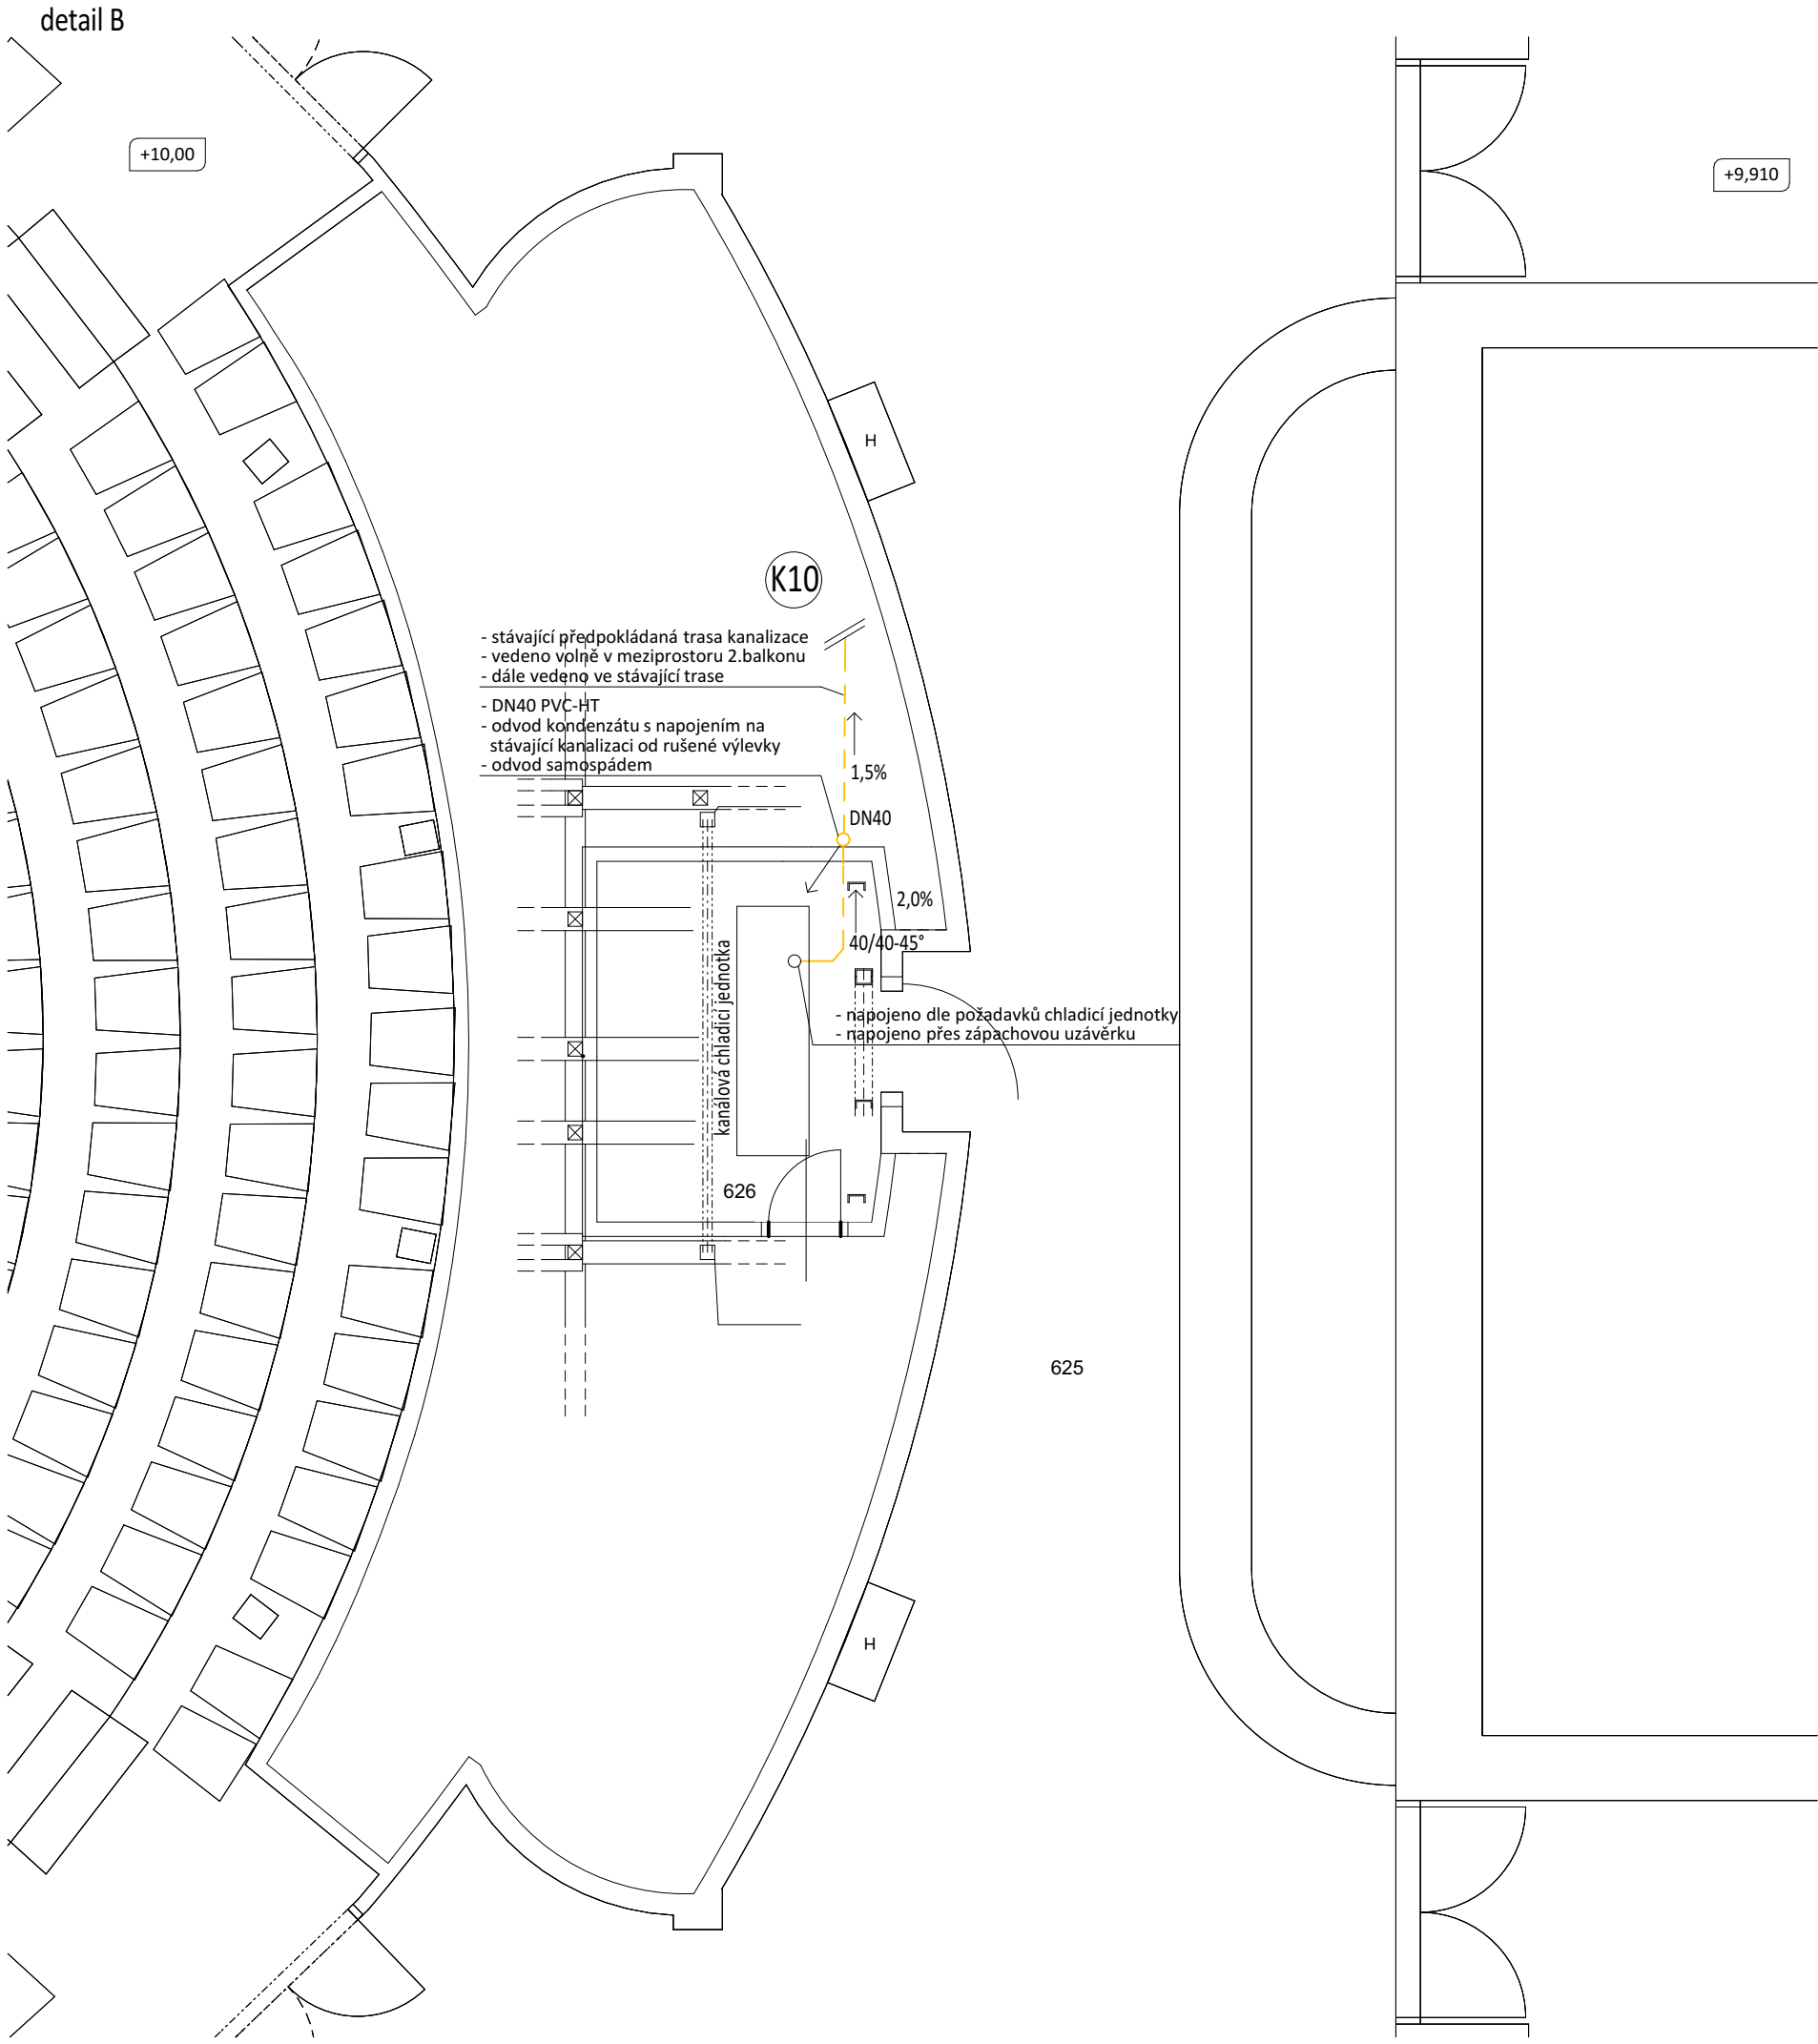 detail B
+10,00
+9,910
H
K10
- stávající předpokládaná trasa kanalizace
- vedeno volně v meziprostoru 2.balkonu
- dále vedeno ve stávající trase
- DN40 PVC-HT
- odvod kondenzátu s napojením na
stávající kanalizaci od rušené výlevky
- odvod samospádem
1,5%
DN40
2,0%
40/40-45°
kanálová chladicí jednotka
- napojeno dle požadavků chladicí jednotky
- napojeno přes zápachovou uzávěrku
626
625
H